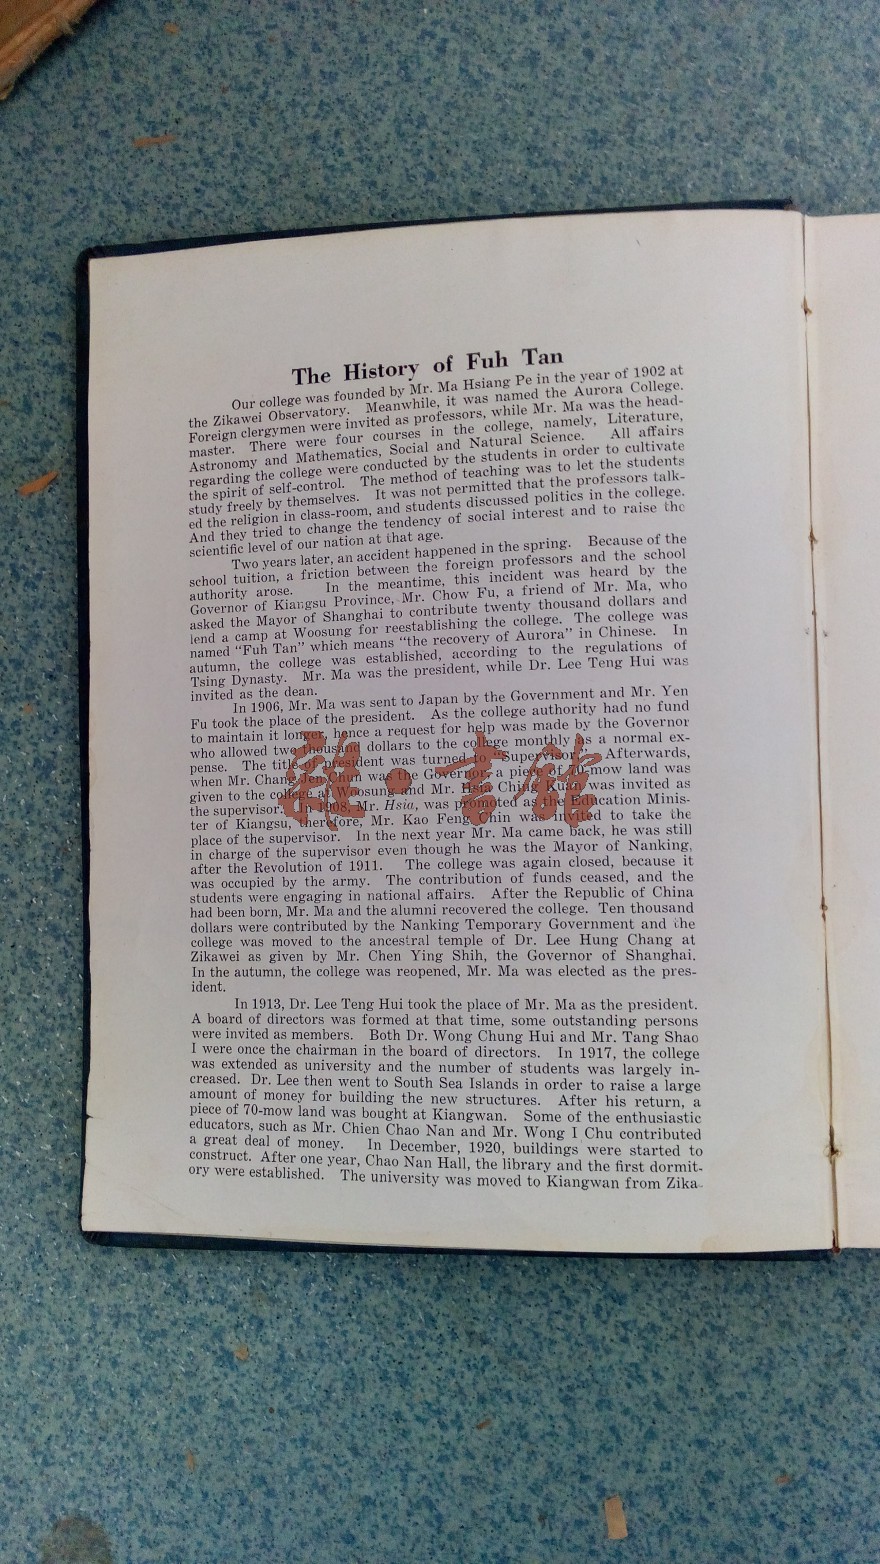 The History of Fuh Tan
Our college was founded by Mr. Ma Hsiang Pe in the year of 1902 at
the Zikawei Observatory. Meanwhile, it was named the Aurora College.
Foreign clergymen were invited as professors, while Mr. Ma was the head-
master. There were four courses in the college, namely, Literature,
Astronomy and Mathematics, Social and Natural Science. All affairs
regarding the college were conducted by the students in order to cultivate
the spirit of self-control. The method of teaching was to let the students
study freely by themselves. It was not permitted that the professors talk-
ed the religion in class-room, and students discussed politics in the college.
And they tried to change the tendency of social interest and to raise the
scientific level of our nation at that age.
Two years later, an accident happened in the spring. Because of the
school tuition, a friction between the foreign professors and the school
authority arose. In the meantime, this incident was heard by the
Governor of Kiangsu Province, Mr. Chow Fu, a friend of Mr. Ma, who
asked the Mayor of Shanghai to contribute twenty thousand dollars and
lend a camp at Woosung for reestablishing the college. The college was
named "Fuh Tan" which means "the recovery of Aurora" in Chinese. In
autumn, the college was established, according to the regulations of
Tsing Dynasty. Mr. Ma was the president, while Dr. Lee Teng Hui was
invited as the dean.
In 1906, Mr. Ma was sent to Japan by the Government and Mr. Yen
Fu took the place of the president. As the college authority had no fund
to maintain it longer, hence a request for help was made by the Governor
who allowed two thousand dollars to the college monthly as a normal ex-
pense. The title of president was turned to "Supervisor". Afterwards,
when Mr. Chang Jen Chun was the Governor, a piece of 70-mow land was
given to the college at Woosung and Mr. Hsia Ching Kuan was invited as
the supervisor. In 1908, Mr. Hsia, was promoted as the Education Minis-
ter of Kiangsu, therefore, Mr. Kao Feng Chin was invited to take the
place of the supervisor. In the next year Mr. Ma came back, he was still
in charge of the supervisor even though he was the Mayor of Nanking,
after the Revolution of 1911. The college was again closed, because it
was occupied by the army. The contribution of funds ceased, and the
students were engaging in national affairs. After the Republic of China
had been born, Mr. Ma and the alumni recovered the college. Ten thousand
dollars were contributed by the Nanking Temporary Government and the
college was moved to the ancestral temple of Dr. Lee Hung Chang at
Zikawei as given by Mr. Chen Ying Shih, the Governor of Shanghai.
In the autumn, the college was reopened, Mr. Ma was elected as the pres-
ident.
In 1913, Dr. Lee Teng Hui took the place of Mr. Ma as the president.
A board of directors was formed at that time, some outstanding persons
were invited as members. Both Dr. Wong Chung Hui and Mr. Tang Shao
I were once the chairman in the board of directors. In 1917, the college
was extended as university and the number of students was largely in-
creased. Dr. Lee then went to South Sea Islands in order to raise a large
amount of money for building the new structures. After his return, a
piece of 70-mow land was bought at Kiangwan. Some of the enthusiastic
educators, such as Mr. Chien Chao Nan and Mr. Wong I Chu contributed
a great deal of money. In December, 1920, buildings were started to
construct. After one year, Chao Nan Hall, the library and the first dormit-
ory were established. The university was moved to Kiangwan from Zika-